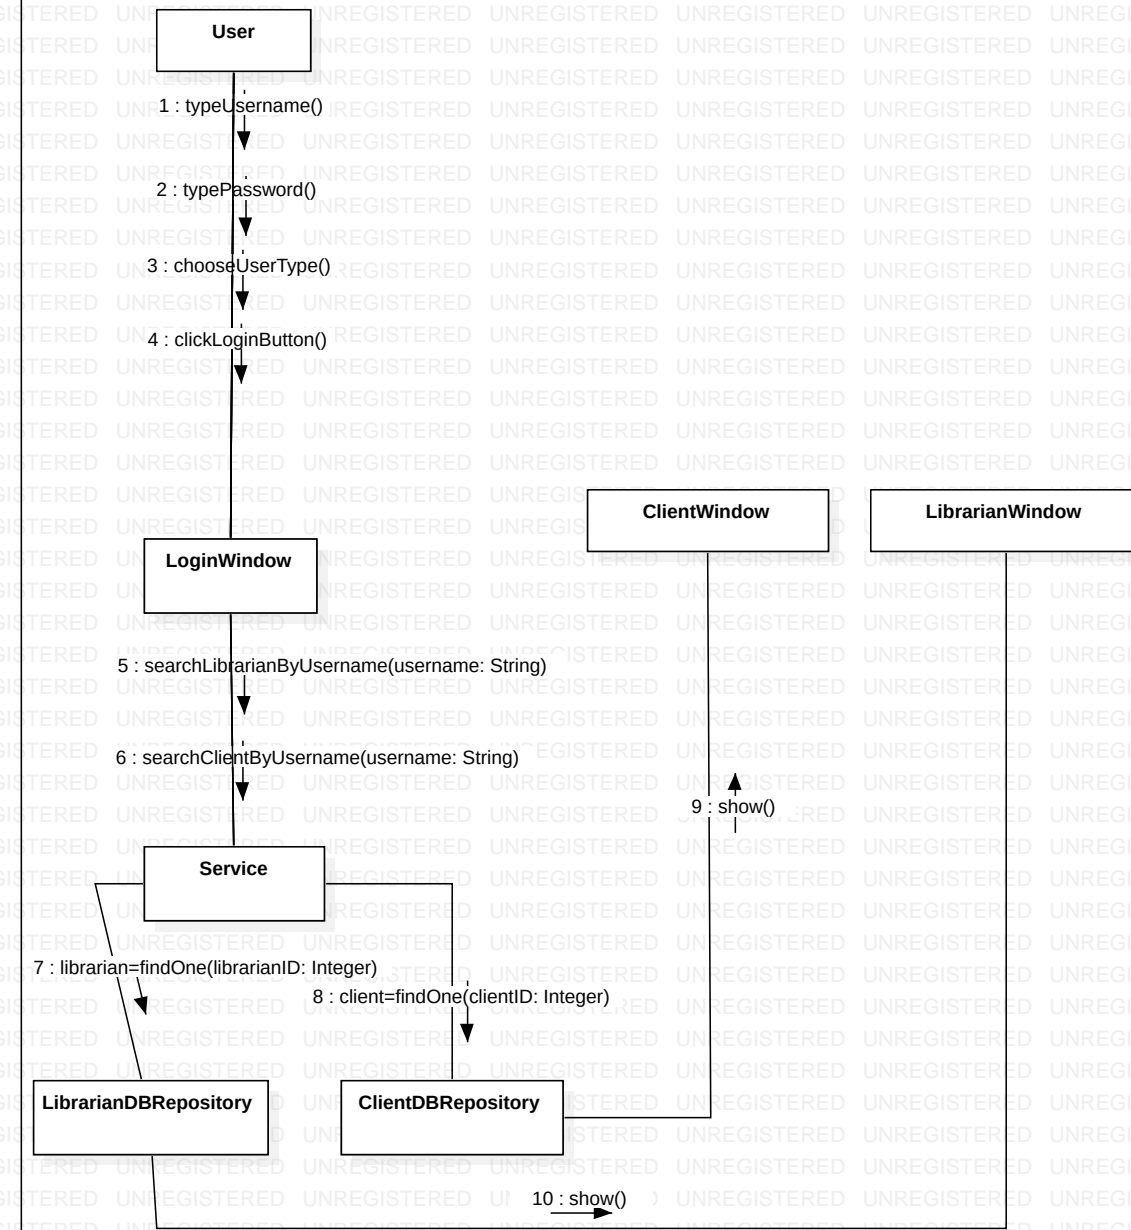 User
1 : typeUsername()
2 : typePassword()
3 : chooseUserType()
4 : clickLoginButton()
ClientWindow
LibrarianWindow
LoginWindow
5 : searchLibrarianByUsername(username: String)
6 : searchClientByUsername(username: String)
9 : show()
Service
7 : librarian=findOne(librarianID: Integer)
8 : client=findOne(clientID: Integer)
LibrarianDBRepository
ClientDBRepository
10 : show()
UNREGISTERED